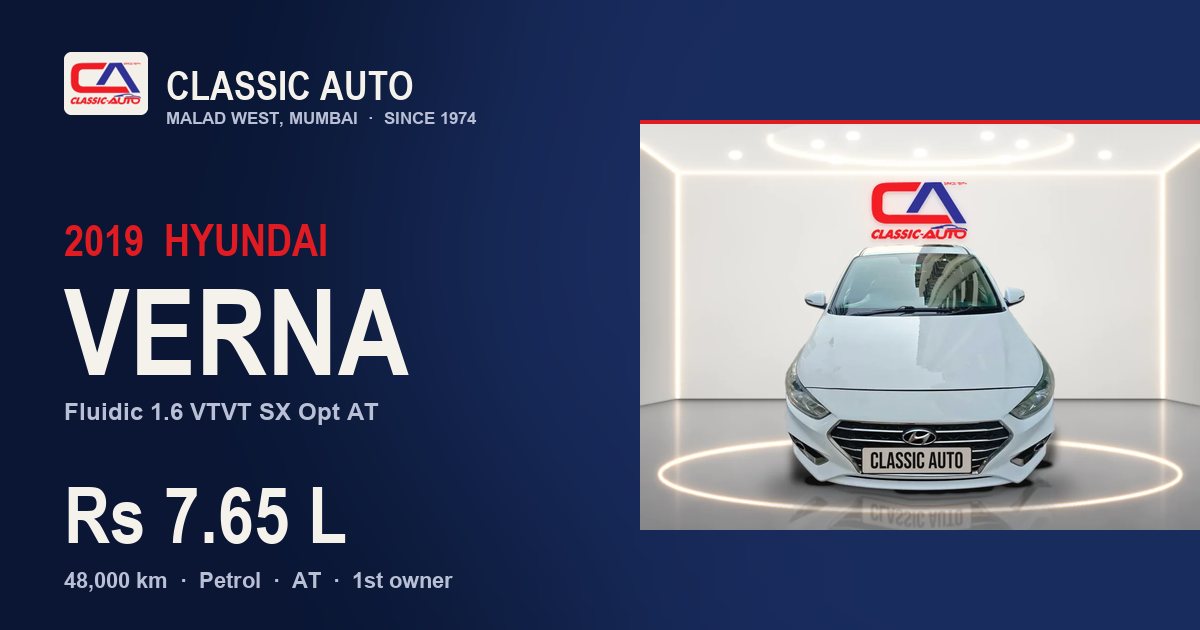 CA
CLASSIC-AUTO
CLASSIC AUTO
MALAD WEST, MUMBAI · SINCE 1974
2019 HYUNDAI
VERNA
Fluidic 1.6 VTVT SX Opt AT
Rs 7.65 L
48,000 km · Petrol · AT · 1st owner
CA
CLASSIC-AUTO
CLASSIC AUTO